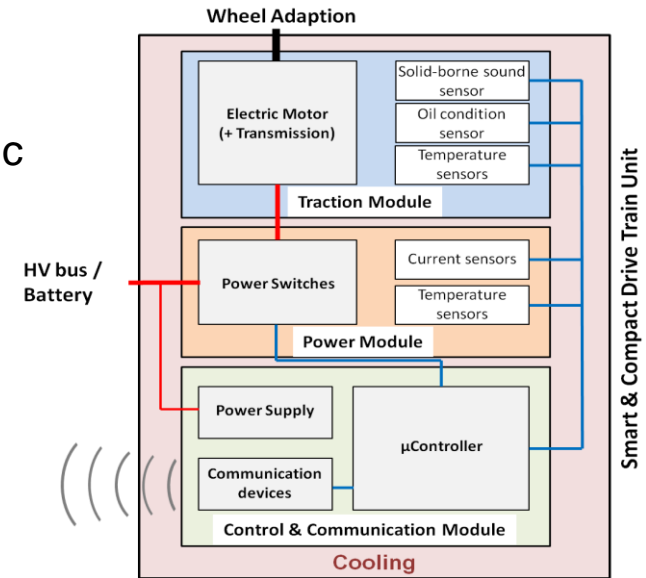 Wheel Adaption
c
Electric Motor
(+ Transmission)
Solid-borne sound
sensor
Oil condition
sensor
Temperature
sensors
Traction Module
HV bus /
Battery
Power Switches
Current sensors
Temperature
sensors
Power Module
Power Supply
µController
Communication
devices
Control & Communication Module
Cooling
Smart & Compact Drive Train Unit